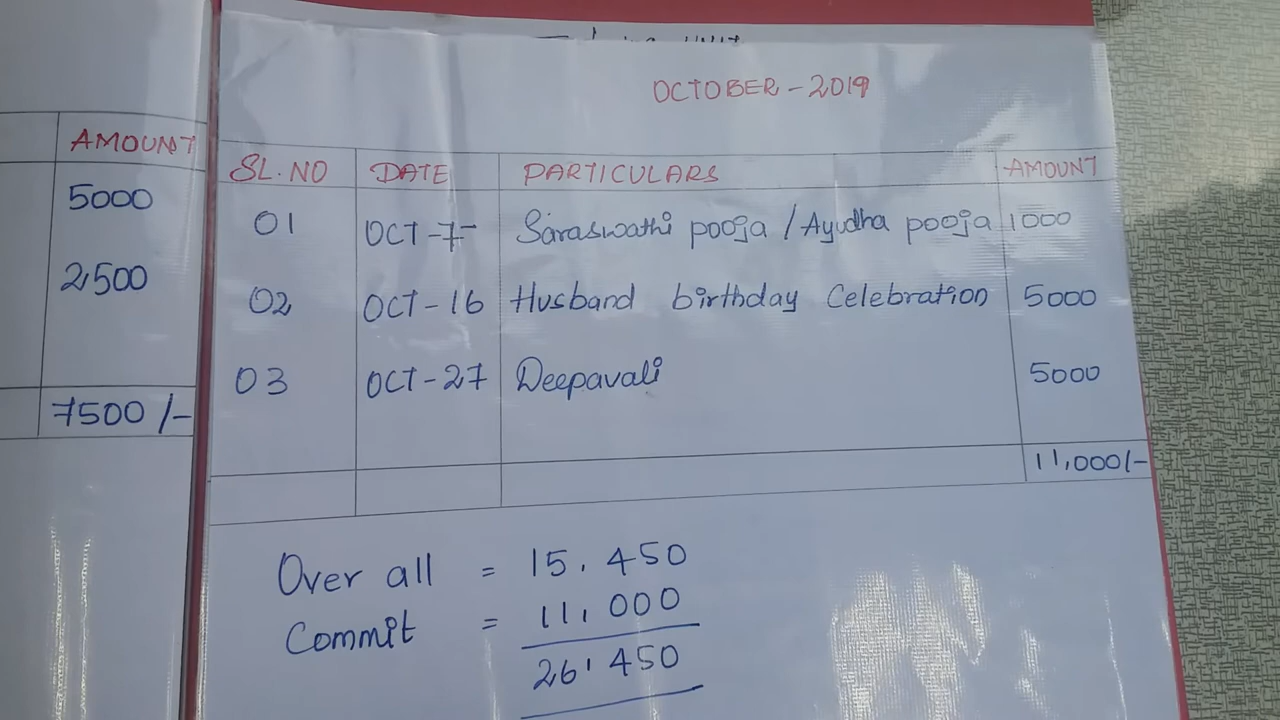 AMOUNT
5000
2,500
7500/-
OCTOBER - 2019
SL.NO DATE PARTICULARS AMOUNT
01 OCT-7 Saraswathi pooja / Ayudha pooja 1000
02 OCT-16 Husband birthday Celebration 5000
03 OCT-27 Deepavali 5000
11,000/-
Over all = 15,450
Commit = 11,000
26,450